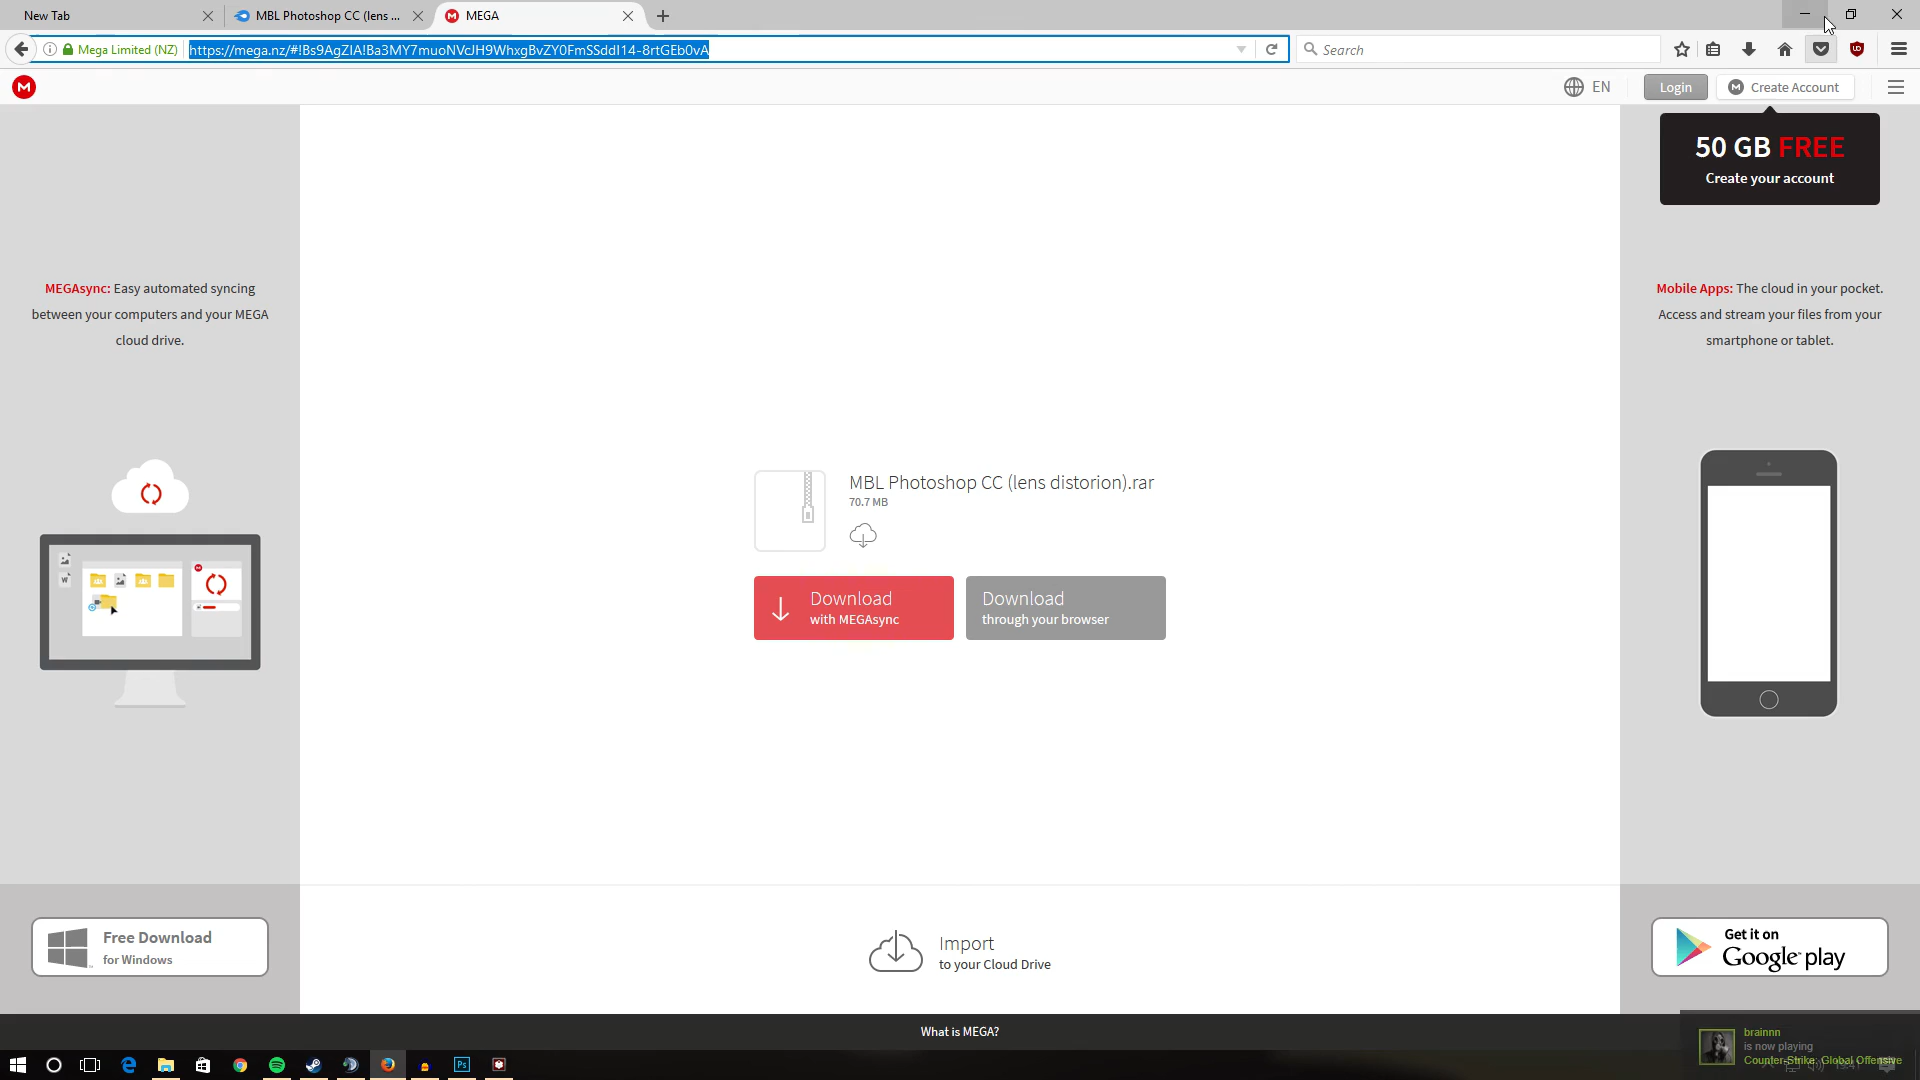 New Tab
MBL Photoshop CC (lens ...
MEGA
Mega Limited (NZ)
https://mega.nz/#!Bs9AgZIA!Ba3MY7muoNVcJH9WhxgBvZY0FmSSddI14-8rtGEb0vA
Search
EN
Login
Create Account
50 GB FREE
Create your account
MEGAsync: Easy automated syncing
between your computers and your MEGA
cloud drive.
Mobile Apps: The cloud in your pocket.
Access and stream your files from your
smartphone or tablet.
MBL Photoshop CC (lens distorion).rar
70.7 MB
Download
with MEGAsync
Download
through your browser
Free Download
for Windows
Import
to your Cloud Drive
Get it on
Google play
What is MEGA?
brainnn
is now playing
Counter-Strike: Global Offensive
Ps